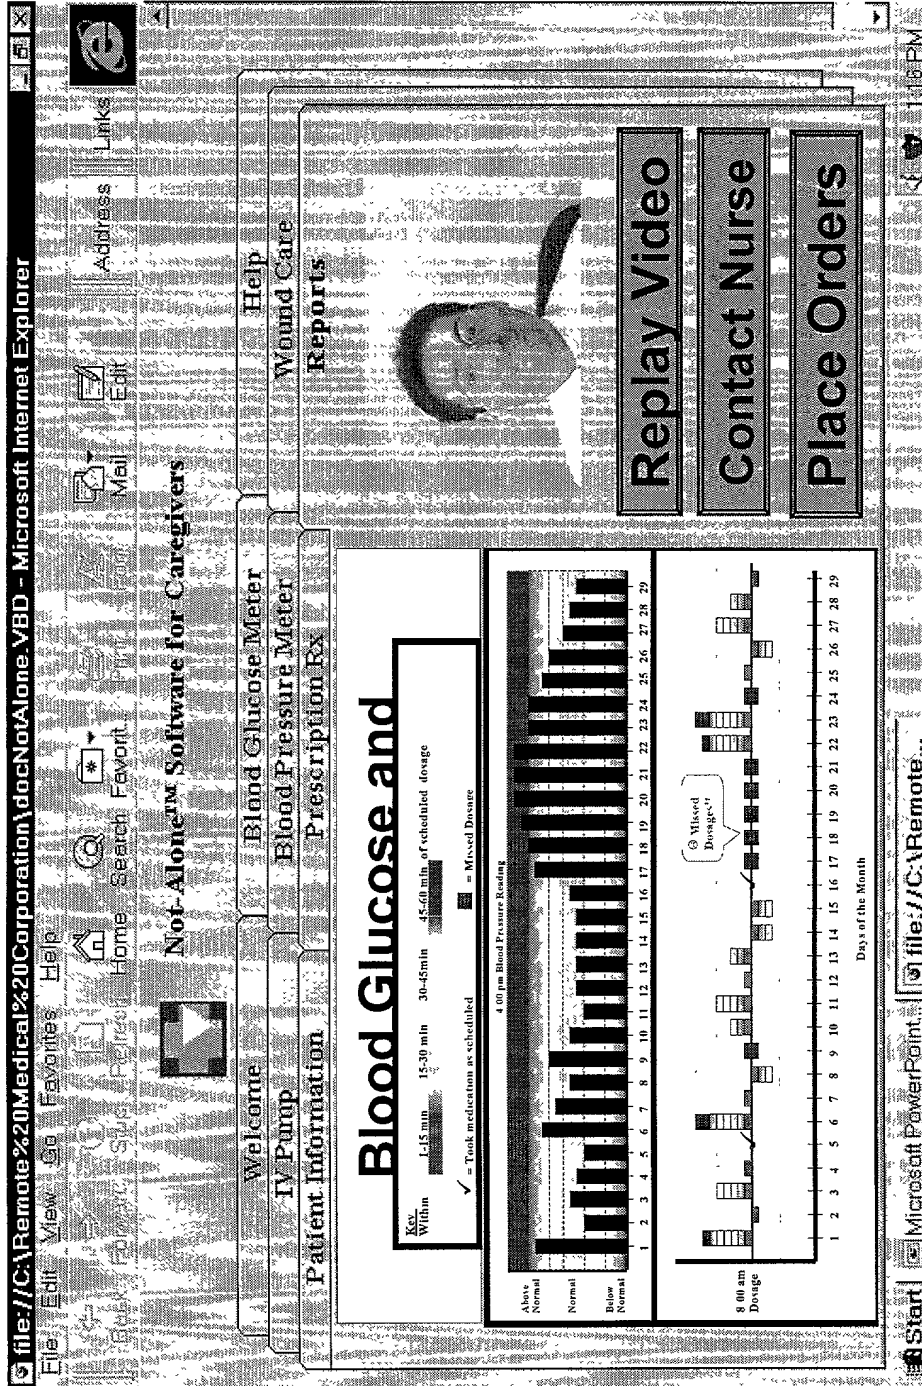 file://C:\Remote%20Medical%20Corporation\docNotAlone.VBD - Microsoft Internet Explorer
File Edit View Go Favorites Help
Home Search Favorit... Mail Edit
Address Links
Not-Alone™ Software for Caregivers
Welcome Blood Glucose Meter Help
IV Pump Blood Pressure Meter Wound Care
Patient Information Prescription RX Reports
Blood Glucose and
Key
Within 1-15 min 15-30 min 30-45min 45-60 min of scheduled dosage
✓ = Took medication as scheduled = Missed Dosage
4 00 pm Blood Pressure Reading
Above
Normal
Normal
Below
Normal
1 2 3 4 5 6 7 8 9 10 11 12 13 14 15 16 17 18 19 20 21 22 23 24 25 26 27 28 29
Missed
Dosages
8 00 am
Dosage
1 2 3 4 5 6 7 8 9 10 11 12 13 14 15 16 17 18 19 20 21 22 23 24 25 26 27 28 29
Days of the Month
Replay Video
Contact Nurse
Place Orders
Start Microsoft PowerPoint... file://C:\Remote...